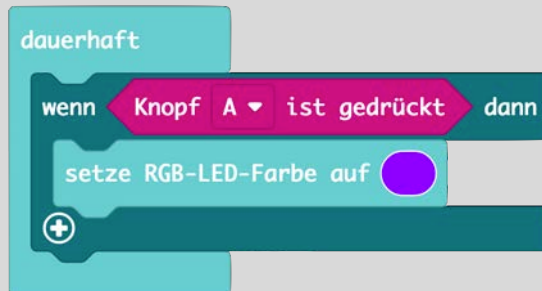 dauerhaft
wenn Knopf A ist gedrückt dann
setze RGB-LED-Farbe auf